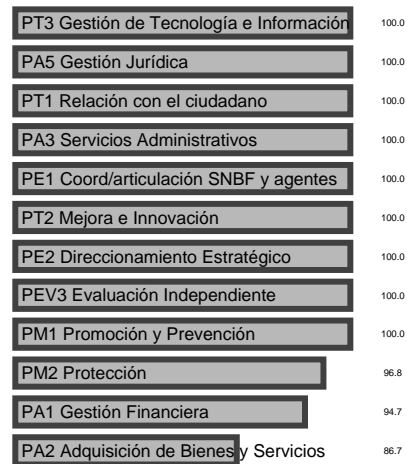 PT3 Gestión de Tecnología e Información 100.0
PA5 Gestión Jurídica 100.0
PT1 Relación con el ciudadano 100.0
PA3 Servicios Administrativos 100.0
PE1 Coord/articulación SNBF y agentes 100.0
PT2 Mejora e Innovación 100.0
PE2 Direccionamiento Estratégico 100.0
PEV3 Evaluación Independiente 100.0
PM1 Promoción y Prevención 100.0
PM2 Protección 96.8
PA1 Gestión Financiera 94.7
PA2 Adquisición de Bienes y Servicios 86.7